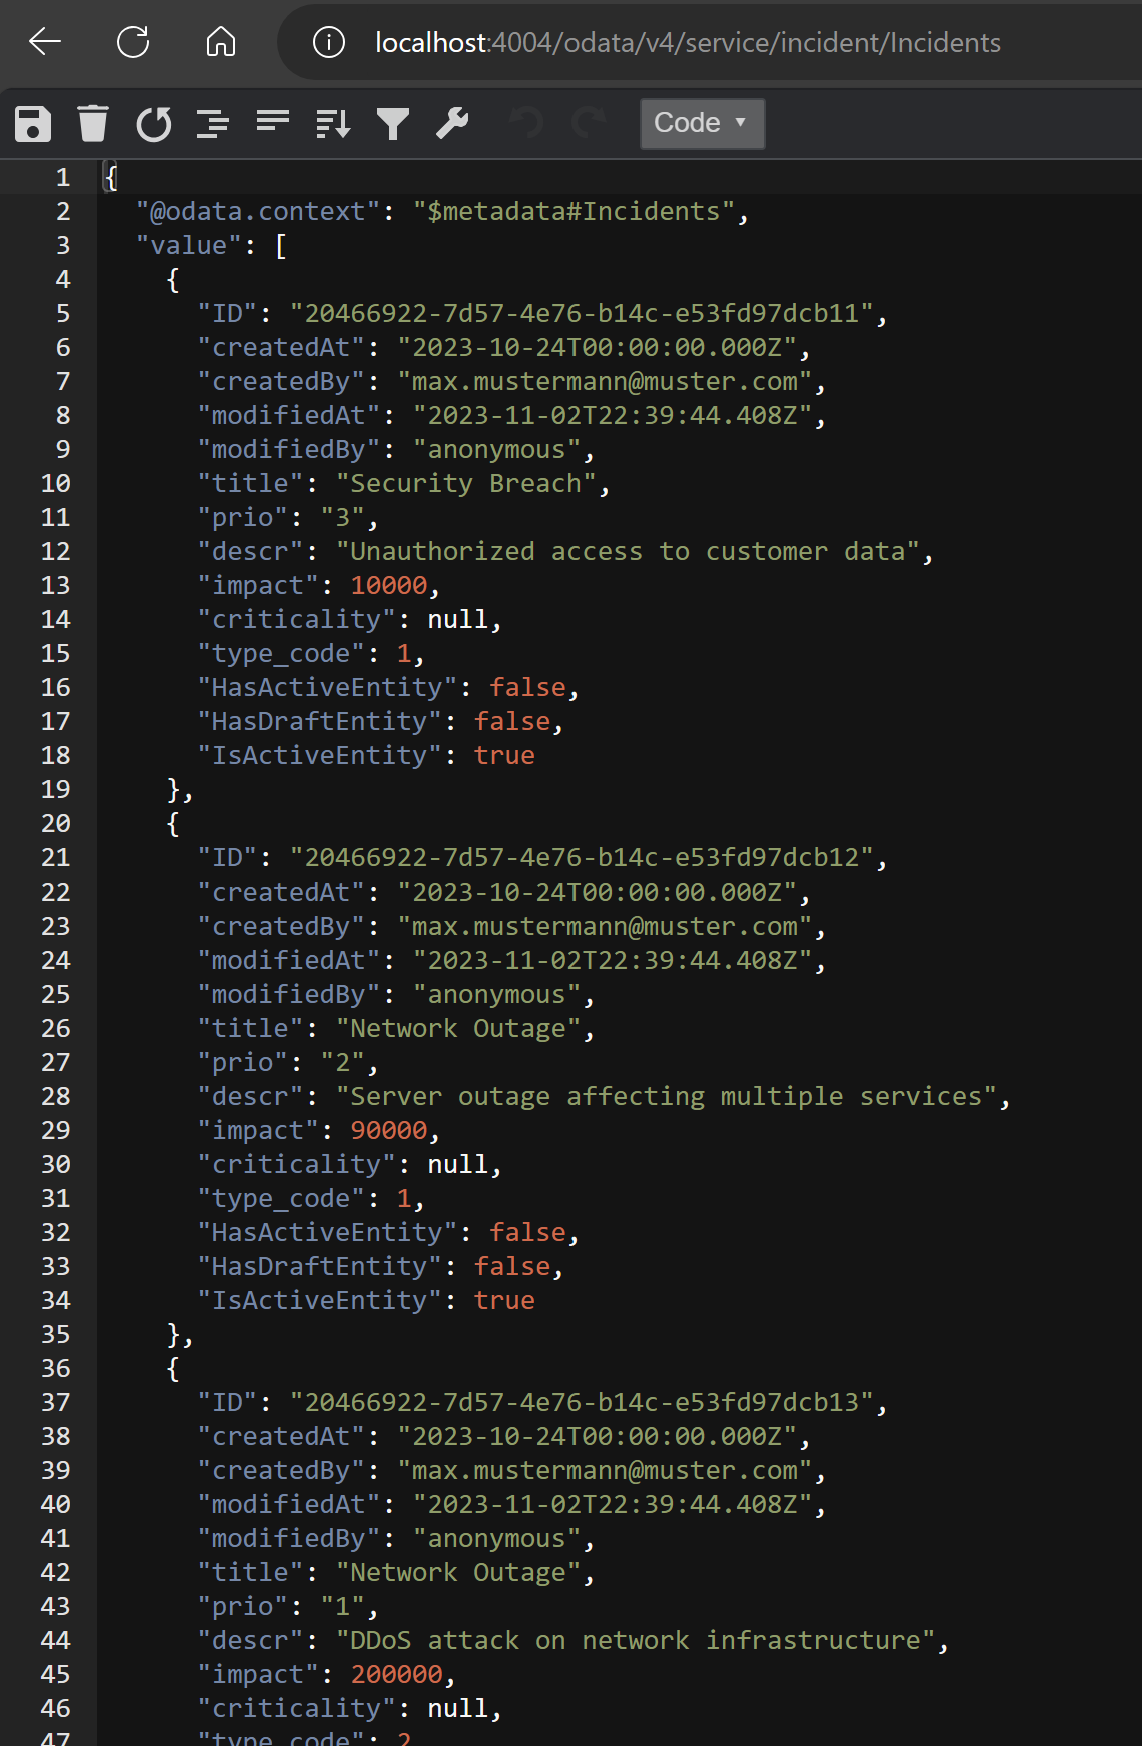 localhost:4004/odata/v4/service/incident/Incidents
Code ▼
1 {
2 "@odata.context": "$metadata#Incidents",
3 "value": [
4 {
5 "ID": "20466922-7d57-4e76-b14c-e53fd97dcb11",
6 "createdAt": "2023-10-24T00:00:00.000Z",
7 "createdBy": "max.mustermann@muster.com",
8 "modifiedAt": "2023-11-02T22:39:44.408Z",
9 "modifiedBy": "anonymous",
10 "title": "Security Breach",
11 "prio": "3",
12 "descr": "Unauthorized access to customer data",
13 "impact": 10000,
14 "criticality": null,
15 "type_code": 1,
16 "HasActiveEntity": false,
17 "HasDraftEntity": false,
18 "IsActiveEntity": true
19 },
20 {
21 "ID": "20466922-7d57-4e76-b14c-e53fd97dcb12",
22 "createdAt": "2023-10-24T00:00:00.000Z",
23 "createdBy": "max.mustermann@muster.com",
24 "modifiedAt": "2023-11-02T22:39:44.408Z",
25 "modifiedBy": "anonymous",
26 "title": "Network Outage",
27 "prio": "2",
28 "descr": "Server outage affecting multiple services",
29 "impact": 90000,
30 "criticality": null,
31 "type_code": 1,
32 "HasActiveEntity": false,
33 "HasDraftEntity": false,
34 "IsActiveEntity": true
35 },
36 {
37 "ID": "20466922-7d57-4e76-b14c-e53fd97dcb13",
38 "createdAt": "2023-10-24T00:00:00.000Z",
39 "createdBy": "max.mustermann@muster.com",
40 "modifiedAt": "2023-11-02T22:39:44.408Z",
41 "modifiedBy": "anonymous",
42 "title": "Network Outage",
43 "prio": "1",
44 "descr": "DDoS attack on network infrastructure",
45 "impact": 200000,
46 "criticality": null,
47 "type_code": 2